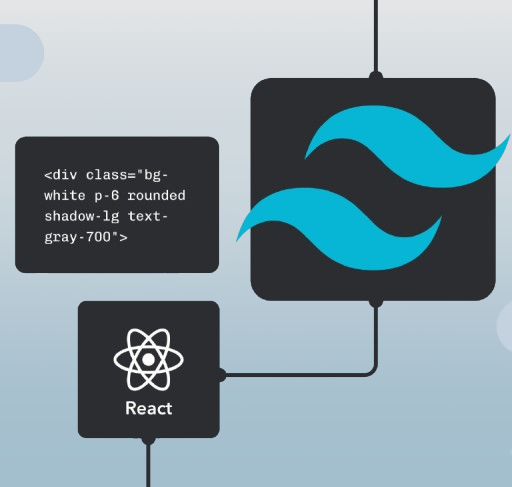 <div class="bg-
white p-6 rounded
shadow-lg text-
gray-700">
React